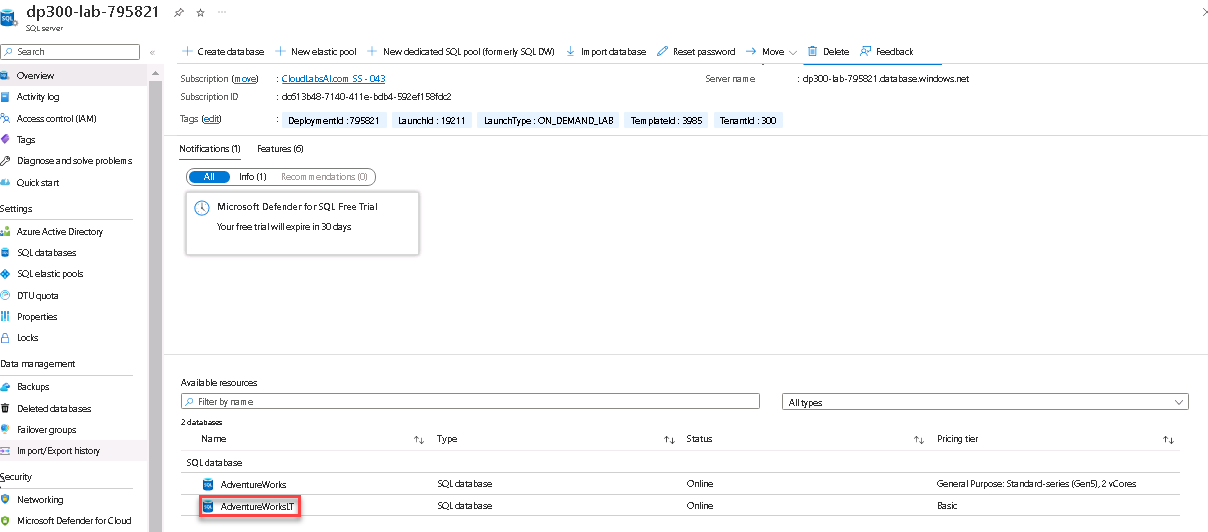 dp300-lab-795821
SQL server
Search
Overview
Activity log
Access control (IAM)
Tags
Diagnose and solve problems
Quick start
Settings
Azure Active Directory
SQL databases
SQL elastic pools
DTU quota
Properties
Locks
Data management
Backups
Deleted databases
Failover groups
Import/Export history
Security
Networking
Microsoft Defender for Cloud
Create database New elastic pool New dedicated SQL pool (formerly SQL DW) Import database Reset password Move Delete Feedback
Subscription (move) : CloudLabsAI.com SS - 043 Server name : dp300-lab-795821.database.windows.net
Subscription ID : dc613b48-7140-411e-bdb4-592ef158fdc2
Tags (edit) : DeploymentId : 795821 LaunchId : 19211 LaunchType : ON_DEMAND_LAB TemplateId : 3985 TenantId : 300
Notifications (1) Features (6)
All Info (1) Recommendations (0)
Microsoft Defender for SQL Free Trial
Your free trial will expire in 30 days
Available resources
Filter by name All types
2 databases
Name Type Status Pricing tier
SQL database
AdventureWorks SQL database Online General Purpose: Standard-series (Gen5), 2 vCores
AdventureWorksLT SQL database Online Basic